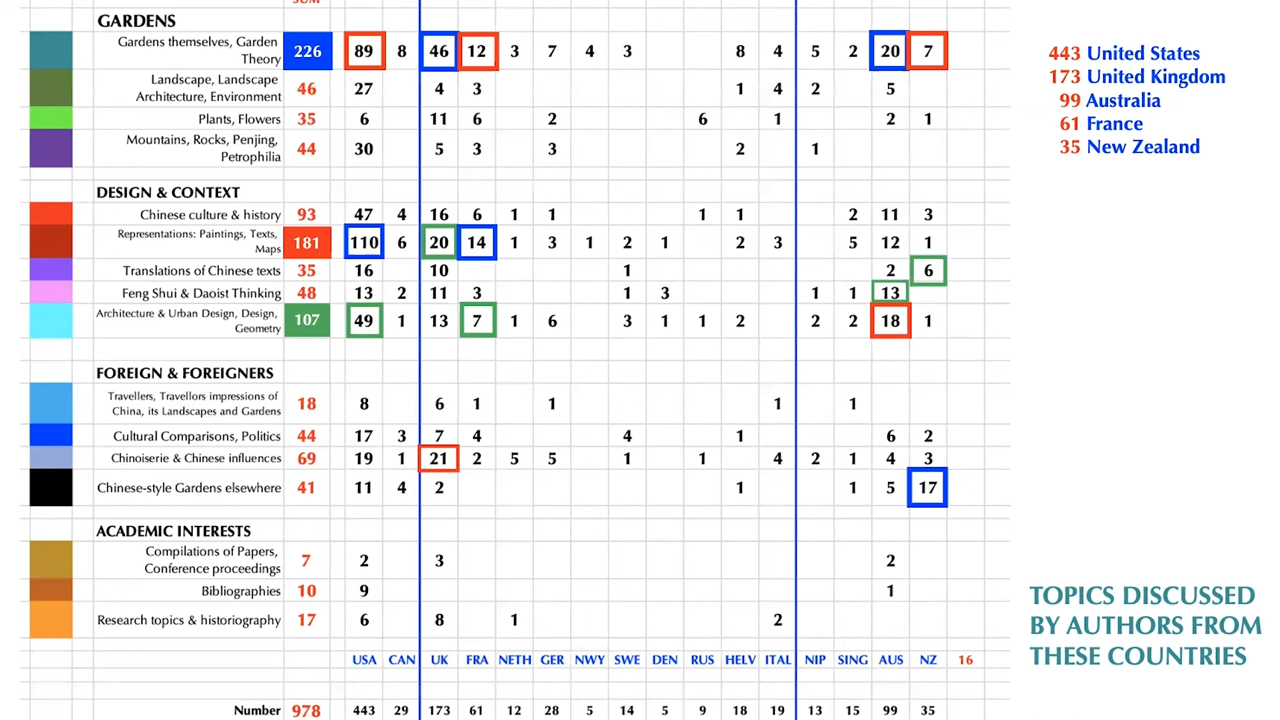 SUM
GARDENS
Gardens themselves, Garden Theory 226 89 8 46 12 3 7 4 3 8 4 5 2 20 7
Landscape, Landscape Architecture, Environment 46 27 4 3 1 4 2 5
Plants, Flowers 35 6 11 6 2 6 1 2 1
Mountains, Rocks, Penjing, Petrophilia 44 30 5 3 3 2 1
DESIGN & CONTEXT
Chinese culture & history 93 47 4 16 6 1 1 1 1 2 11 3
Representations: Paintings, Texts, Maps 181 110 6 20 14 1 3 1 2 1 2 3 5 12 1
Translations of Chinese texts 35 16 10 1 2 6
Feng Shui & Daoist Thinking 48 13 2 11 3 1 3 1 1 13
Architecture & Urban Design, Design, Geometry 107 49 1 13 7 1 6 3 1 1 2 2 2 18 1
FOREIGN & FOREIGNERS
Travellers, Travellors impressions of China, its Landscapes and Gardens 18 8 6 1 1 1 1
Cultural Comparisons, Politics 44 17 3 7 4 4 1 6 2
Chinoiserie & Chinese influences 69 19 1 21 2 5 5 1 1 4 2 1 4 3
Chinese-style Gardens elsewhere 41 11 4 2 1 1 5 17
ACADEMIC INTERESTS
Compilations of Papers, Conference proceedings 7 2 3 2
Bibliographies 10 9 1
Research topics & historiography 17 6 8 1 2
USA CAN UK FRA NETH GER NWY SWE DEN RUS HELV ITAL NIP SING AUS NZ 16
Number 978 443 29 173 61 12 28 5 14 5 9 18 19 13 15 99 35
443 United States
173 United Kingdom
99 Australia
61 France
35 New Zealand
TOPICS DISCUSSED
BY AUTHORS FROM
THESE COUNTRIES